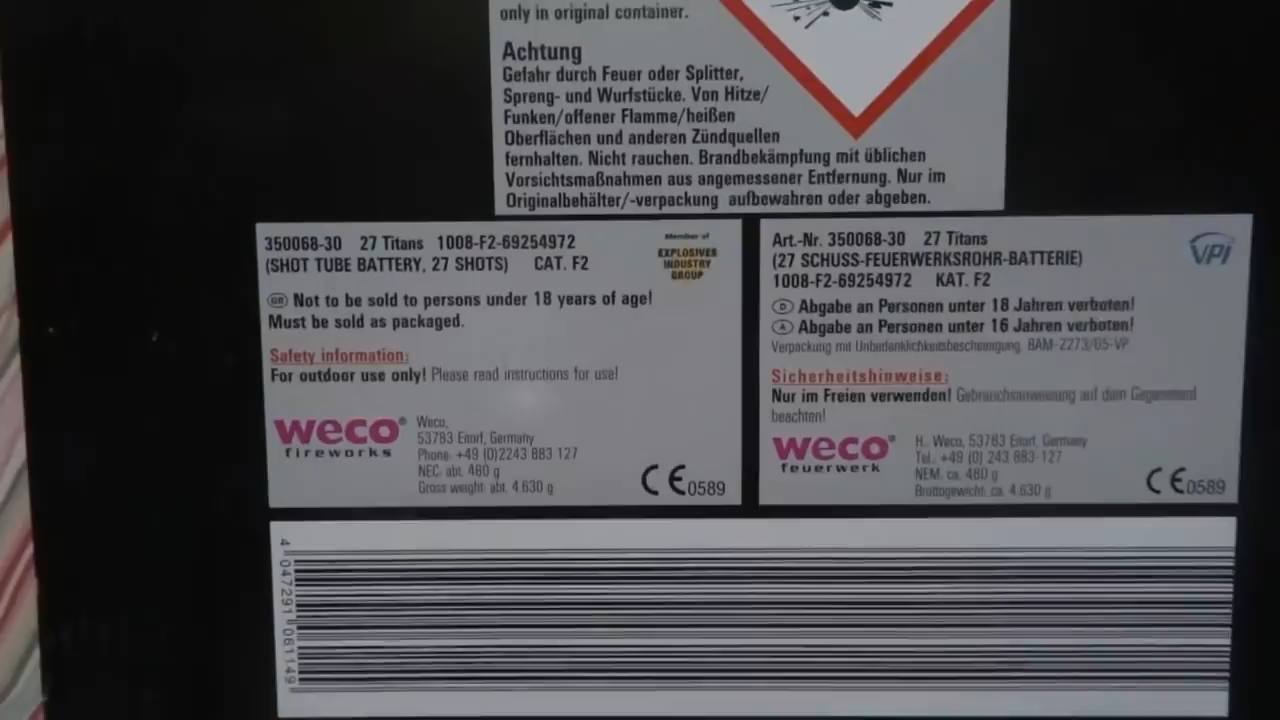 only in original container.
Achtung
Gefahr durch Feuer oder Splitter,
Spreng- und Wurfstücke. Von Hitze/
Funken/offener Flamme/heißen
Oberflächen und anderen Zündquellen
fernhalten. Nicht rauchen. Brandbekämpfung mit üblichen
Vorsichtsmaßnahmen aus angemessener Entfernung. Nur im
Originalbehälter/-verpackung aufbewahren oder abgeben.
350068-30 27 Titans 1008-F2-69254972
(SHOT TUBE BATTERY, 27 SHOTS) CAT. F2
Member of
EXPLOSIVES
INDUSTRY
GROUP
GB Not to be sold to persons under 18 years of age!
Must be sold as packaged.
Safety information:
For outdoor use only! Please read instructions for use!
weco®
fireworks
Weco,
53783 Eitorf, Germany
Phone: +49 (0)2243 883 127
NEC: abt. 480 g
Gross weight: abt. 4.630 g
CE0589
Art.-Nr. 350068-30 27 Titans
(27 SCHUSS-FEUERWERKSROHR-BATTERIE)
1008-F2-69254972 KAT. F2
VPI
D Abgabe an Personen unter 18 Jahren verboten!
A Abgabe an Personen unter 16 Jahren verboten!
Verpackung mit Unbedenklichkeitsbescheinigung BAM-2273/05-VP
Sicherheitshinweise:
Nur im Freien verwenden! Gebrauchsanweisung auf dem Gegenstand
beachten!
weco®
feuerwerk
H.. Weco, 53783 Eitorf, Germany
Tel.: +49 (0) 243 883-127
NEM: ca. 480 g
Bruttogewicht: ca. 4.630 g
CE0589
4 047291 061149